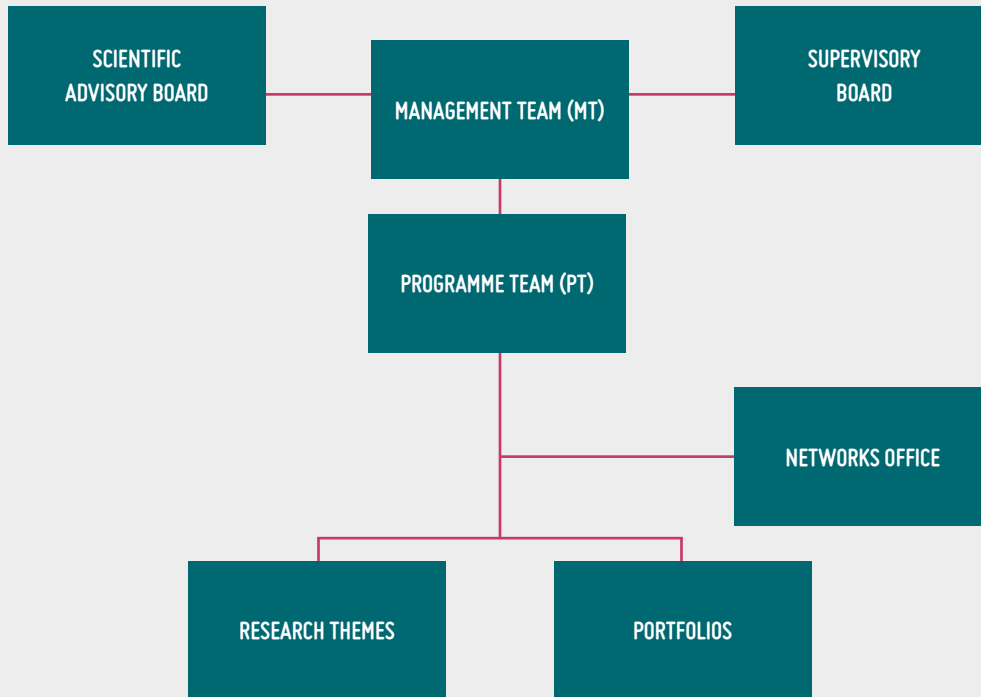 SCIENTIFIC
ADVISORY BOARD
MANAGEMENT TEAM (MT)
SUPERVISORY
BOARD
PROGRAMME TEAM (PT)
NETWORKS OFFICE
RESEARCH THEMES
PORTFOLIOS